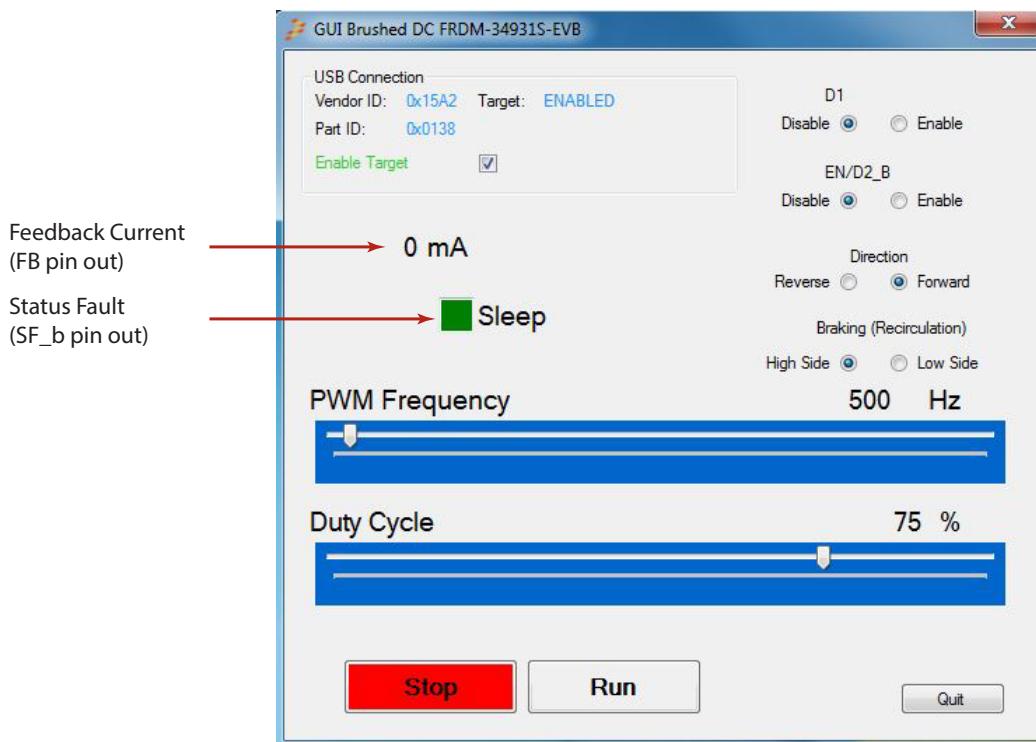 GUI Brushed DC FRDM-34931S-EVB
x
USB Connection
Vendor ID: 0x15A2 Target: ENABLED
Part ID: 0x0138
Enable Target
D1
Disable Enable
EN/D2_B
Disable Enable
Feedback Current
(FB pin out)
0 mA
Direction
Reverse Forward
Status Fault
(SF_b pin out)
Sleep
Braking (Recirculation)
High Side Low Side
PWM Frequency 500 Hz
Duty Cycle 75 %
Stop Run
Quit